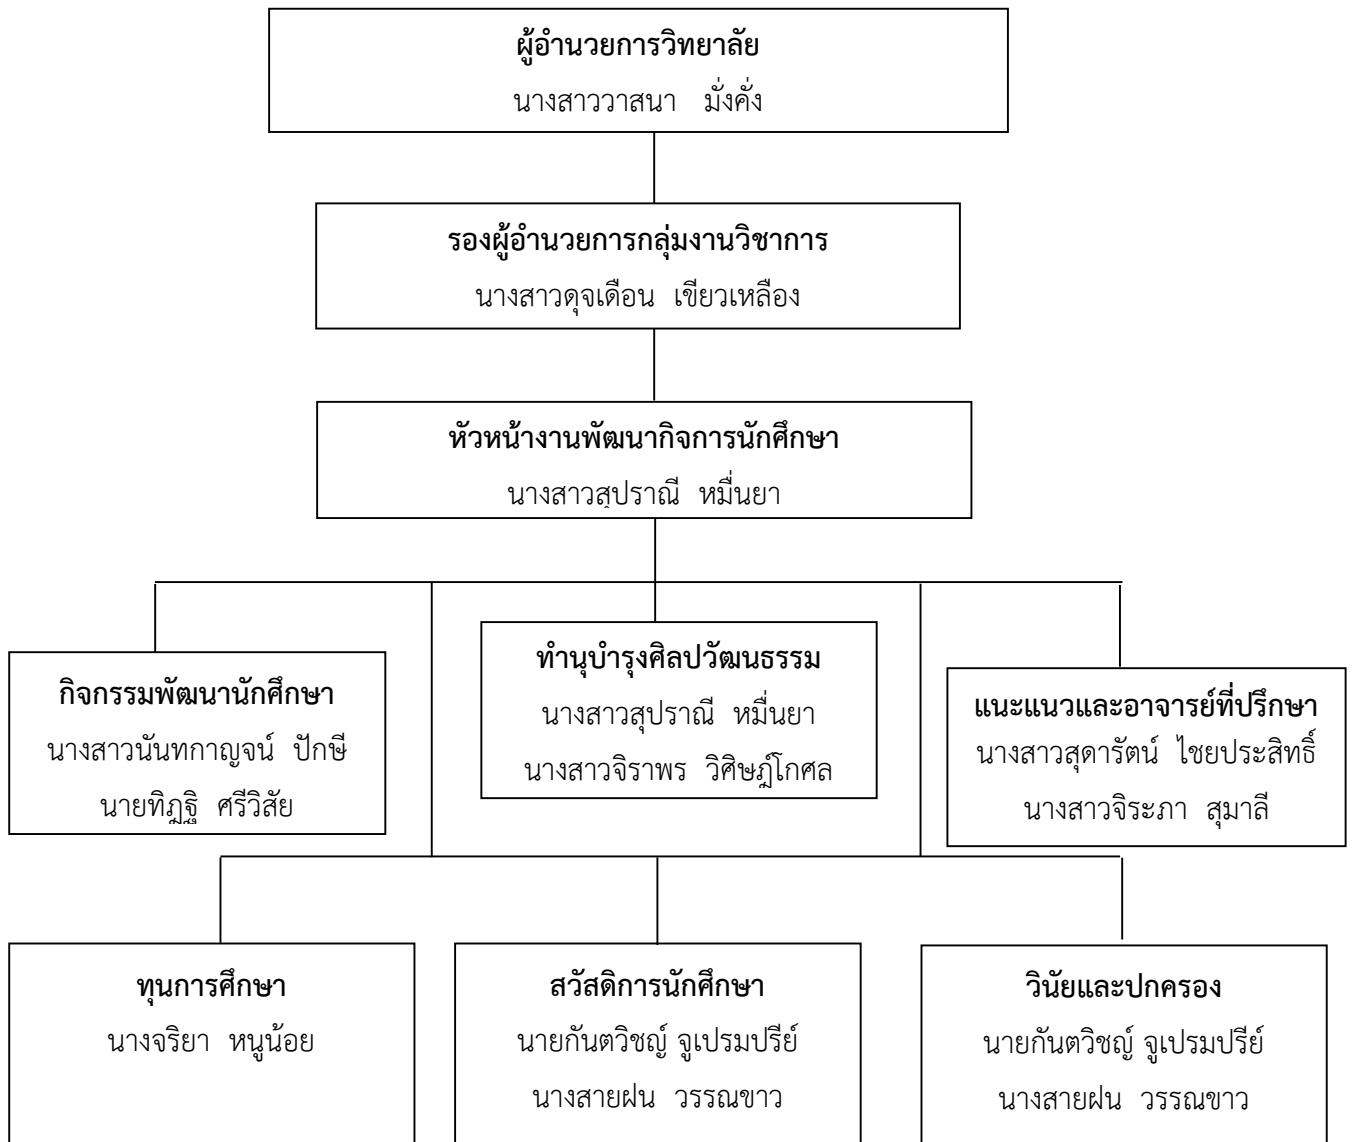 ผู้อำนวยการวิทยาลัย
นางสาววาสนา มั่งคั่ง
รองผู้อำนวยการกลุ่มงานวิชาการ
นางสาวดุจเดือน เขียวเหลือง
หัวหน้างานพัฒนากิจการนักศึกษา
นางสาวสุปราณี หมื่นยา
กิจกรรมพัฒนานักศึกษา
นางสาวนันทกาญจน์ ปักษี
นายทิฎฐิ ศรีวิสัย
ทำนุบำรุงศิลปวัฒนธรรม
นางสาวสุปราณี หมื่นยา
นางสาวจิราพร วิศิษฎ์โกศล
แนะแนวและอาจารย์ที่ปรึกษา
นางสาวสุดารัตน์ ไชยประสิทธิ์
นางสาวจิระภา สุมาลี
ทุนการศึกษา
นางจริยา หนูน้อย
สวัสดิการนักศึกษา
นายกันตวิชญ์ จูเปรมปรีย์
นางสายฝน วรรณขาว
วินัยและปกครอง
นายกันตวิชญ์ จูเปรมปรีย์
นางสายฝน วรรณขาว